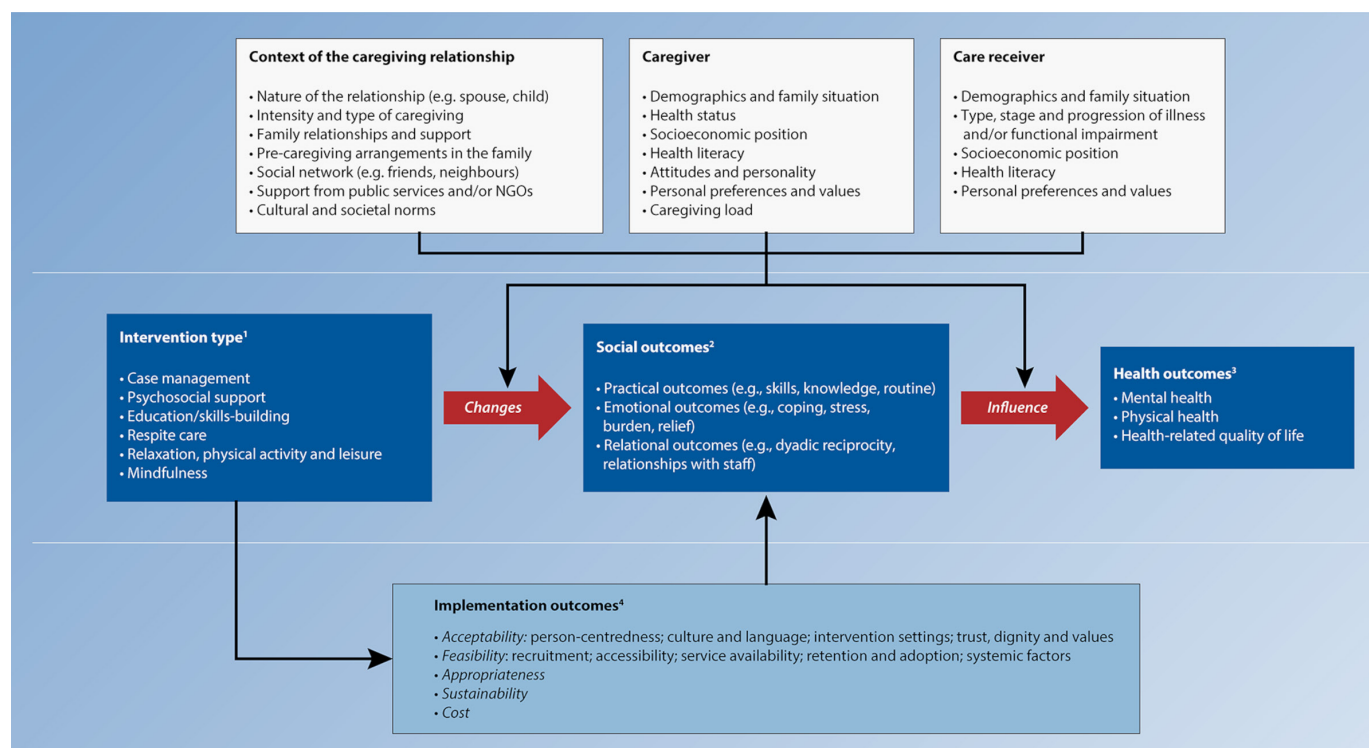 Context of the caregiving relationship
• Nature of the relationship (e.g. spouse, child)
• Intensity and type of caregiving
• Family relationships and support
• Pre-caregiving arrangements in the family
• Social network (e.g. friends, neighbours)
• Support from public services and/or NGOs
• Cultural and societal norms
Caregiver
• Demographics and family situation
• Health status
• Socioeconomic position
• Health literacy
• Attitudes and personality
• Personal preferences and values
• Caregiving load
Care receiver
• Demographics and family situation
• Type, stage and progression of illness
and/or functional impairment
• Socioeconomic position
• Health literacy
• Personal preferences and values
Intervention type¹
• Case management
• Psychosocial support
• Education/skills-building
• Respite care
• Relaxation, physical activity and leisure
• Mindfulness
Changes
Social outcomes²
• Practical outcomes (e.g., skills, knowledge, routine)
• Emotional outcomes (e.g., coping, stress,
burden, relief)
• Relational outcomes (e.g., dyadic reciprocity,
relationships with staff)
Influence
Health outcomes³
• Mental health
• Physical health
• Health-related quality of life
Implementation outcomes⁴
• Acceptability: person-centredness; culture and language; intervention settings; trust, dignity and values
• Feasibility: recruitment; accessibility; service availability; retention and adoption; systemic factors
• Appropriateness
• Sustainability
• Cost